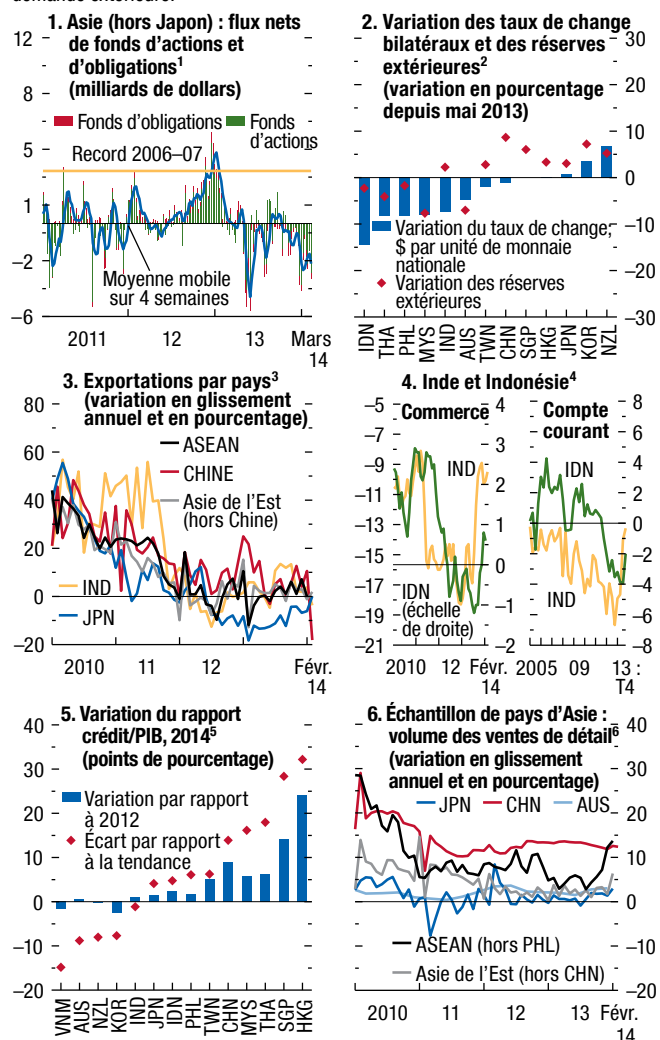 demande extérieure.
1. Asie (hors Japon) : flux nets
de fonds d'actions et
d'obligations1
(milliards de dollars)
12
8
5
1
–2
–6
Fonds d'obligations
Fonds
d'actions
Record 2006–07
Moyenne mobile
sur 4 semaines
2011 12 13 Mars
14
2. Variation des taux de change
bilatéraux et des réserves
extérieures2
(variation en pourcentage
depuis mai 2013)
30
20
10
0
–10
–20
–30
Variation du taux de change;
$ par unité de monnaie
nationale
Variation des réserves
extérieures
IDN THA PHL MYS IND AUS TWN CHN SGP HKG JPN KOR NZL
3. Exportations par pays3
(variation en glissement
annuel et en pourcentage)
80
60
40
20
0
–20
ASEAN
CHINE
Asie de l'Est
(hors Chine)
IND
JPN
2010 11 12 Févr.
14
4. Inde et Indonésie4
Commerce
–5
–7
–9
–11
–13
–15
–17
–19
–21
4
3
2
1
0
–1
–2
IND
IDN
(échelle
de droite)
2010 12 Févr.
14
Compte
courant
8
6
4
2
0
–2
–4
–6
–8
IDN
IND
2005 09 13 :
T4
5. Variation du rapport
crédit/PIB, 20145
(points de pourcentage)
40
30
20
10
0
–10
–20
Variation par rapport
à 2012
Écart par rapport
à la tendance
VNM AUS NZL KOR IND JPN IDN PHL TWN CHN MYS THA SGP HKG
6. Échantillon de pays d'Asie :
volume des ventes de détail6
(variation en glissement
annuel et en pourcentage)
40
30
20
10
0
–10
–20
JPN CHN AUS
ASEAN (hors PHL)
Asie de l'Est (hors CHN)
2010 11 12 13 Févr.
14